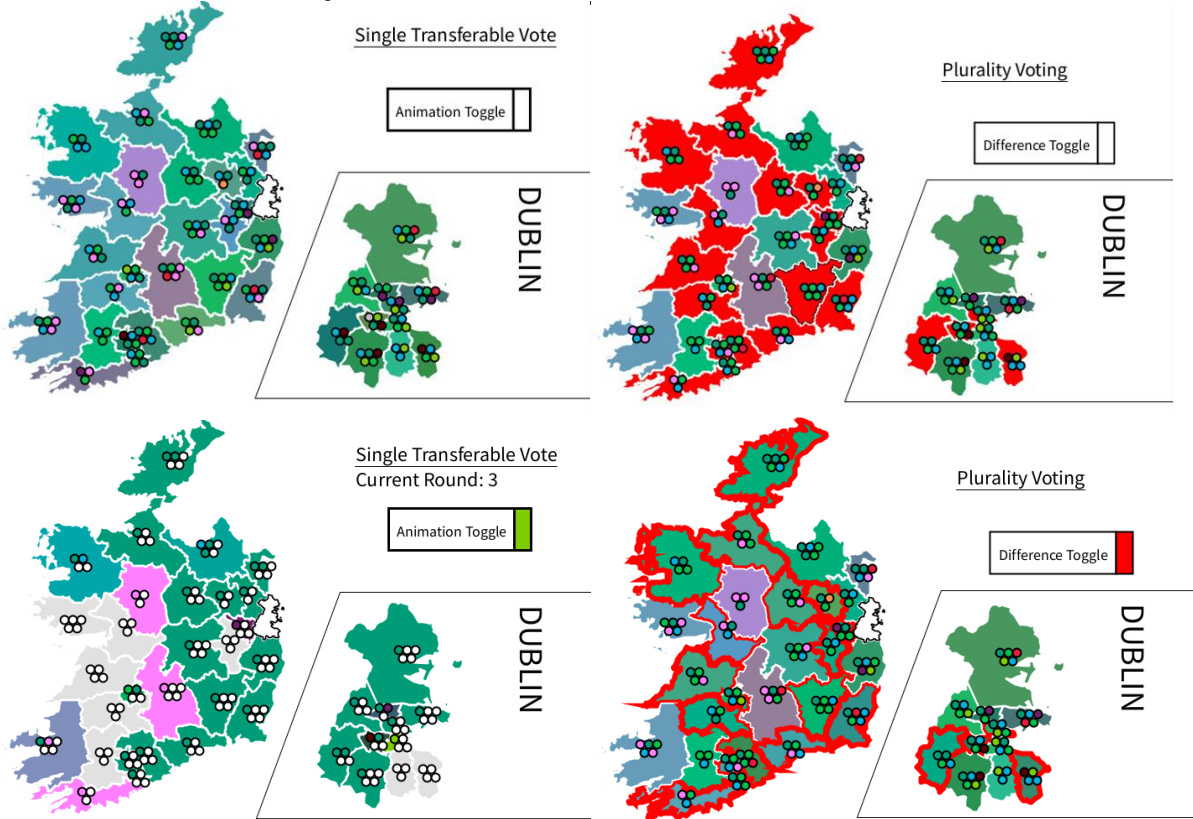 Single Transferable Vote
Animation Toggle
DUBLIN
Plurality Voting
Difference Toggle
DUBLIN
Single Transferable Vote
Current Round: 3
Animation Toggle
DUBLIN
Plurality Voting
Difference Toggle
DUBLIN